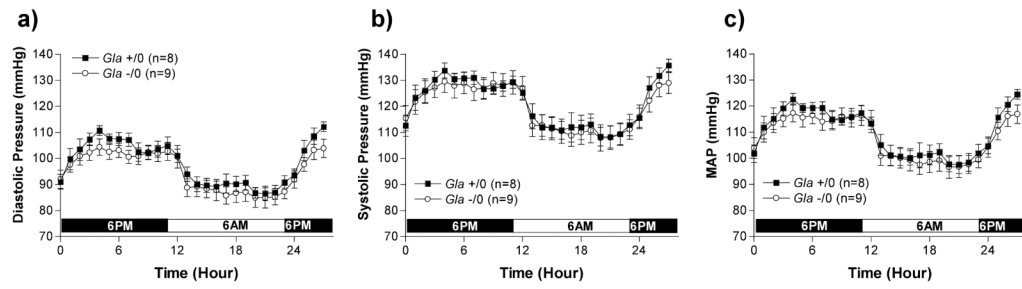 a)
Diastolic Pressure (mmHg)
140
130
120
110
100
90
80
70
Gla +/0 (n=8)
Gla -/0 (n=9)
6PM
6AM
6PM
0
6
12
18
24
Time (Hour)
b)
Systolic Pressure (mmHg)
140
130
120
110
100
90
80
70
Gla +/0 (n=8)
Gla -/0 (n=9)
6PM
6AM
6PM
0
6
12
18
24
Time (Hour)
c)
MAP (mmHg)
140
130
120
110
100
90
80
70
Gla +/0 (n=8)
Gla -/0 (n=9)
6PM
6AM
6PM
0
6
12
18
24
Time (Hour)